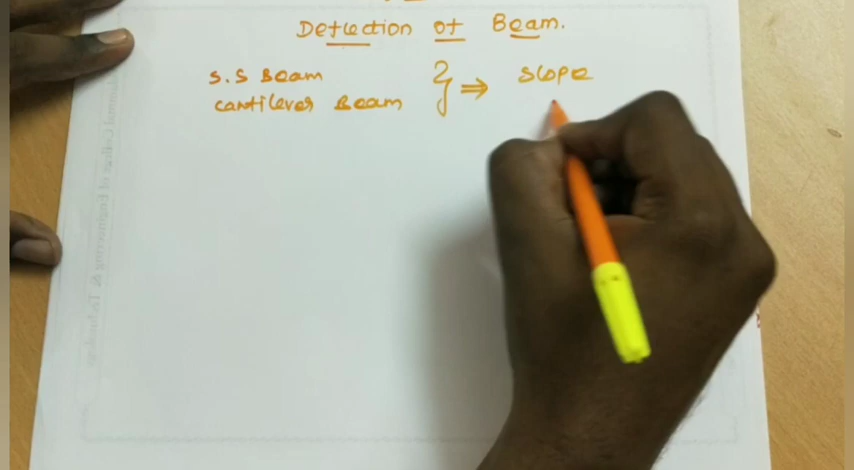 Deflection of Beam.
S.S Beam } ⇒ slope
cantilever Beam